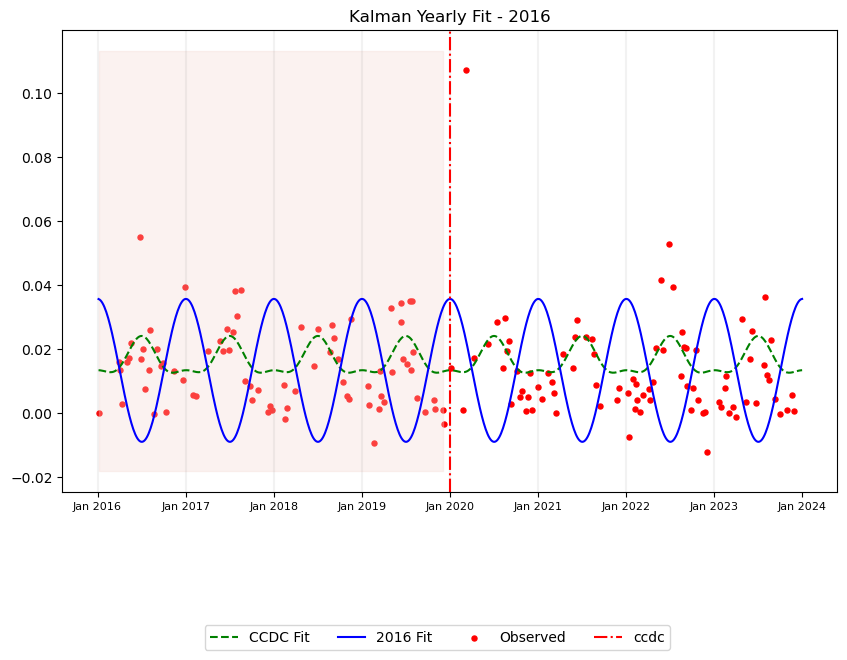 Kalman Yearly Fit - 2016
0.10
0.08
0.06
0.04
0.02
0.00
−0.02
Jan 2016 Jan 2017 Jan 2018 Jan 2019 Jan 2020 Jan 2021 Jan 2022 Jan 2023 Jan 2024
CCDC Fit 2016 Fit Observed ccdc